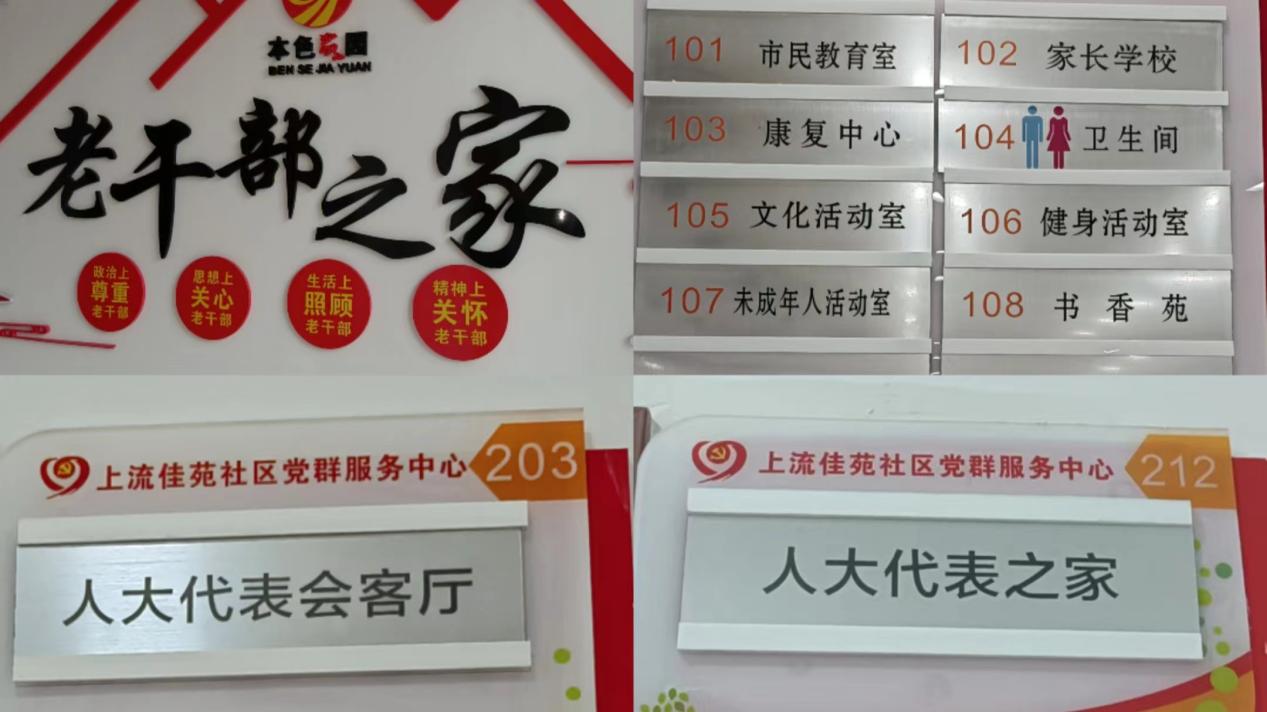 本色家园
BEN SE JIA YUAN
老干部之家
政治上
尊重
老干部
思想上
关心
老干部
生活上
照顾
老干部
精神上
关怀
老干部
101 市民教育室
102 家长学校
103 康复中心
104 卫生间
105 文化活动室
106 健身活动室
107 未成年人活动室
108 书香苑
上流佳苑社区党群服务中心 203
人大代表会客厅
上流佳苑社区党群服务中心 212
人大代表之家